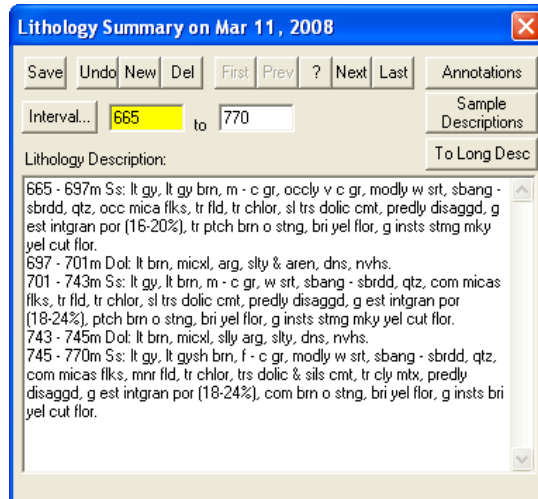 Lithology Summary on Mar 11, 2008
Save Undo New Del First Prev ? Next Last Annotations
Interval... 665 to 770 Sample Descriptions
Lithology Description: To Long Desc
665 - 697m Ss: lt gy, lt gy brn, m - c gr, occly v c gr, modly w srt, sbang -
sbrdd, qtz, occ mica flks, tr fld, tr chlor, sl trs dolic cmt, predly disaggd, g
est intgran por (16-20%), tr ptch brn o stng, bri yel flor, g insts stmg mky
yel cut flor.
697 - 701m Dol: lt brn, micxl, arg, slty & aren, dns, nvhs.
701 - 743m Ss: lt gy, lt brn, m - c gr, w srt, sbang - sbrdd, qtz, com micas
flks, tr fld, tr chlor, sl trs dolic cmt, predly disaggd, g est intgran por
(18-24%), ptch brn o stng, bri yel flor, g insts stmg mky yel cut flor.
743 - 745m Dol: lt brn, micxl, slly arg, slty, dns, nvhs.
745 - 770m Ss: lt gy, lt gysh brn, f - c gr, modly w srt, sbang - sbrdd, qtz,
com micas flks, mnr fld, tr chlor, trs dolic & sils cmt, tr cly mtx, predly
disaggd, g est intgran por (18-24%), com brn o stng, bri yel flor, g insts bri
yel cut flor.